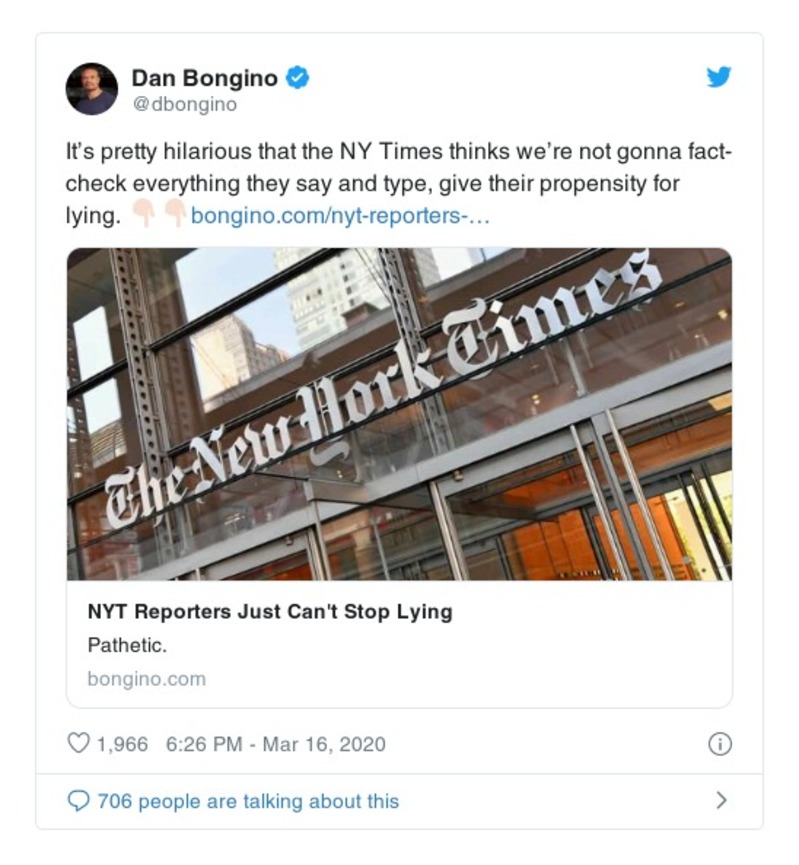 Dan Bongino
@dbongino
It's pretty hilarious that the NY Times thinks we're not gonna fact-
check everything they say and type, give their propensity for
lying. 👇🏻👇🏻bongino.com/nyt-reporters-…
The New York Times
NYT Reporters Just Can't Stop Lying
Pathetic.
bongino.com
1,966 6:26 PM - Mar 16, 2020
706 people are talking about this